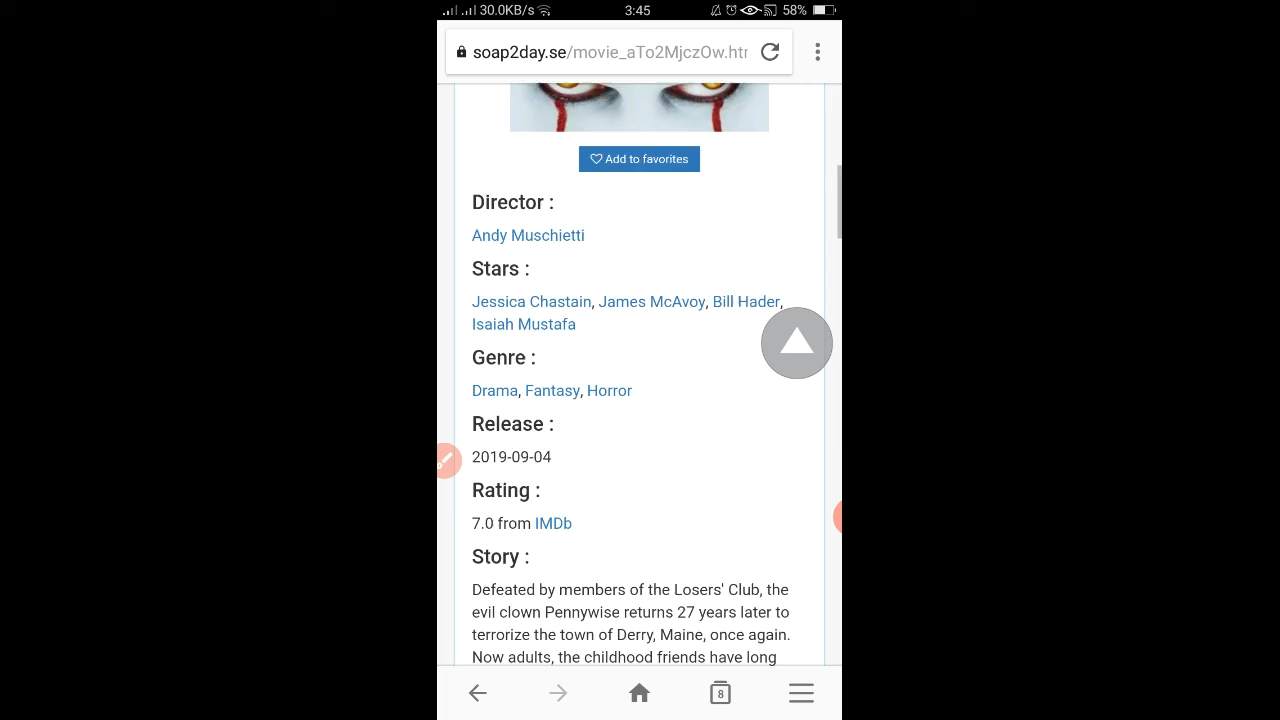 30.0KB/s 3:45 58%
soap2day.se/movie_aTo2MjczOw.htm
Add to favorites
Director :
Andy Muschietti
Stars :
Jessica Chastain, James McAvoy, Bill Hader,
Isaiah Mustafa
Genre :
Drama, Fantasy, Horror
Release :
2019-09-04
Rating :
7.0 from IMDb
Story :
Defeated by members of the Losers' Club, the
evil clown Pennywise returns 27 years later to
terrorize the town of Derry, Maine, once again.
Now adults, the childhood friends have long
8